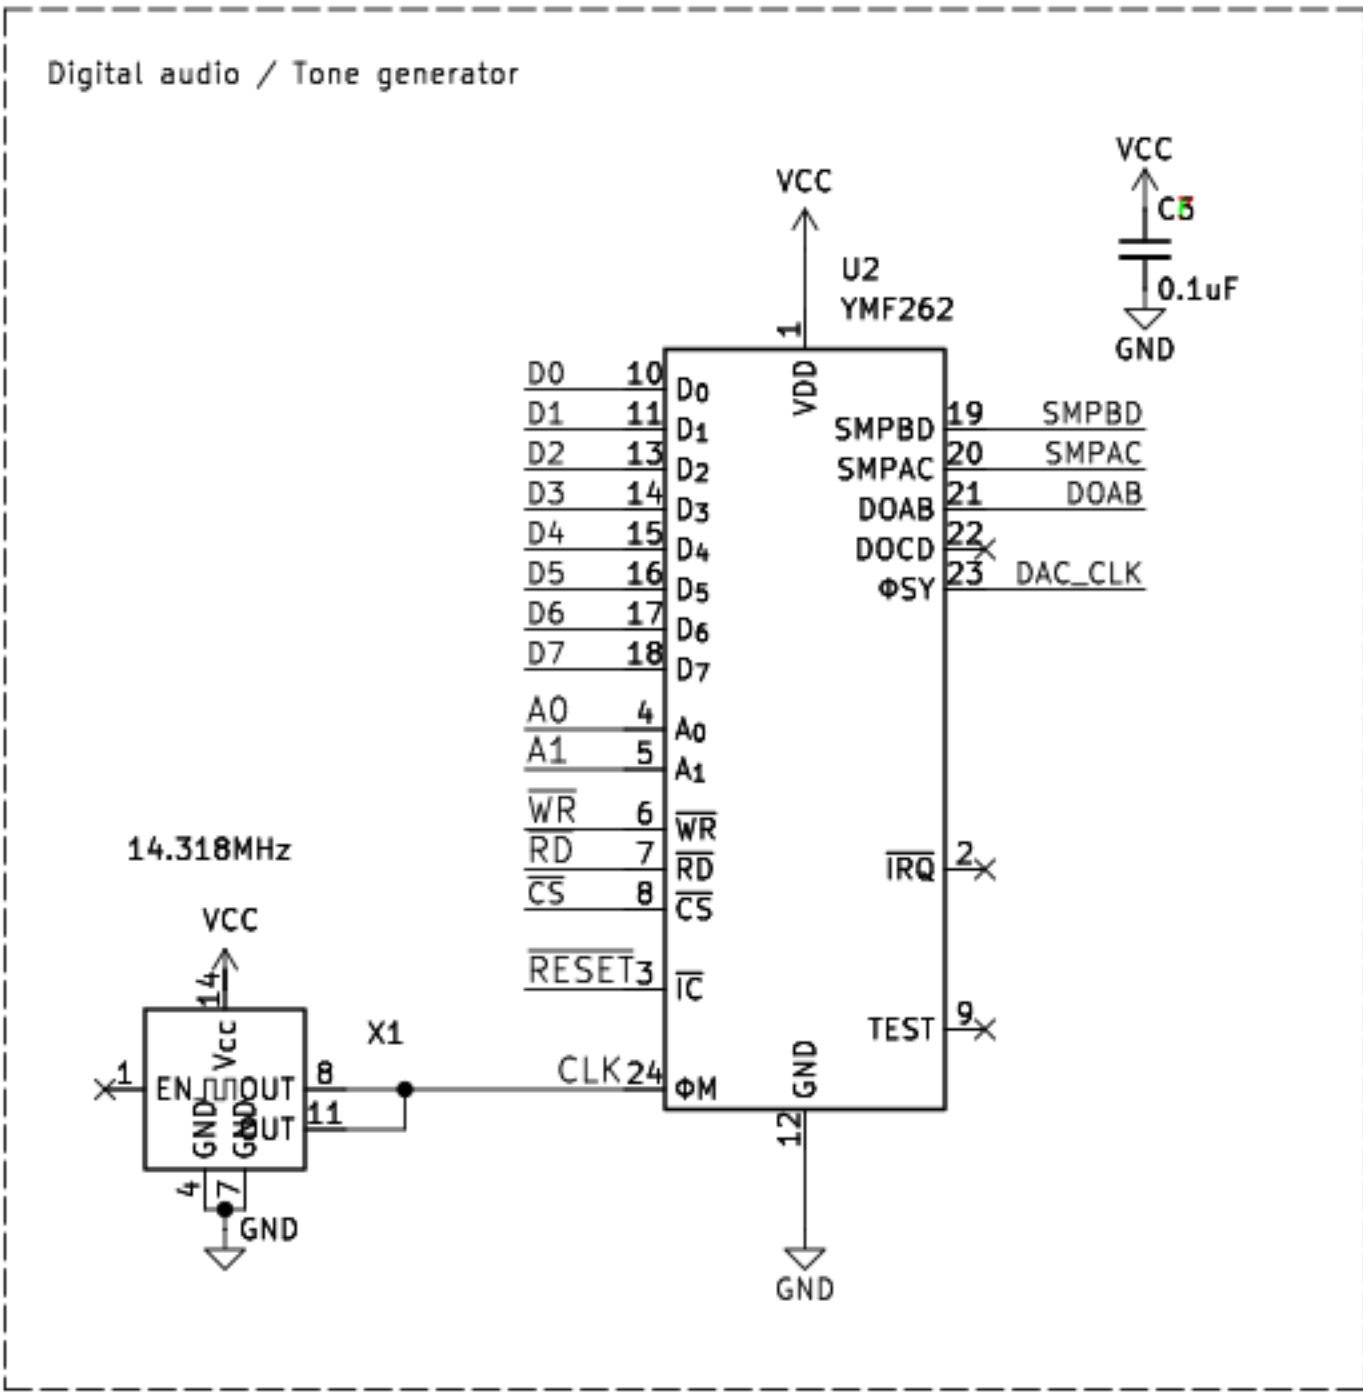 Digital audio / Tone generator
VCC
0.1uF
GND
VCC
U2
YMF262
1
VDD
D0 10 D0
D1 11 D1
D2 13 D2
D3 14 D3
D4 15 D4
D5 16 D5
D6 17 D6
D7 18 D7
A0 4 A0
A1 5 A1
WR 6 WR
RD 7 RD
CS 8 CS
RESET 3 IC
CLK 24 ΦM
SMPBD 19 SMPBD
SMPAC 20 SMPAC
DOAB 21 DOAB
DOCD 22
ΦSY 23 DAC_CLK
IRQ 2
TEST 9
GND
12
GND
14.318MHz
VCC
14
Vcc
X1
1 EN OUT 8
OUT 11
GND GND
4 7
GND